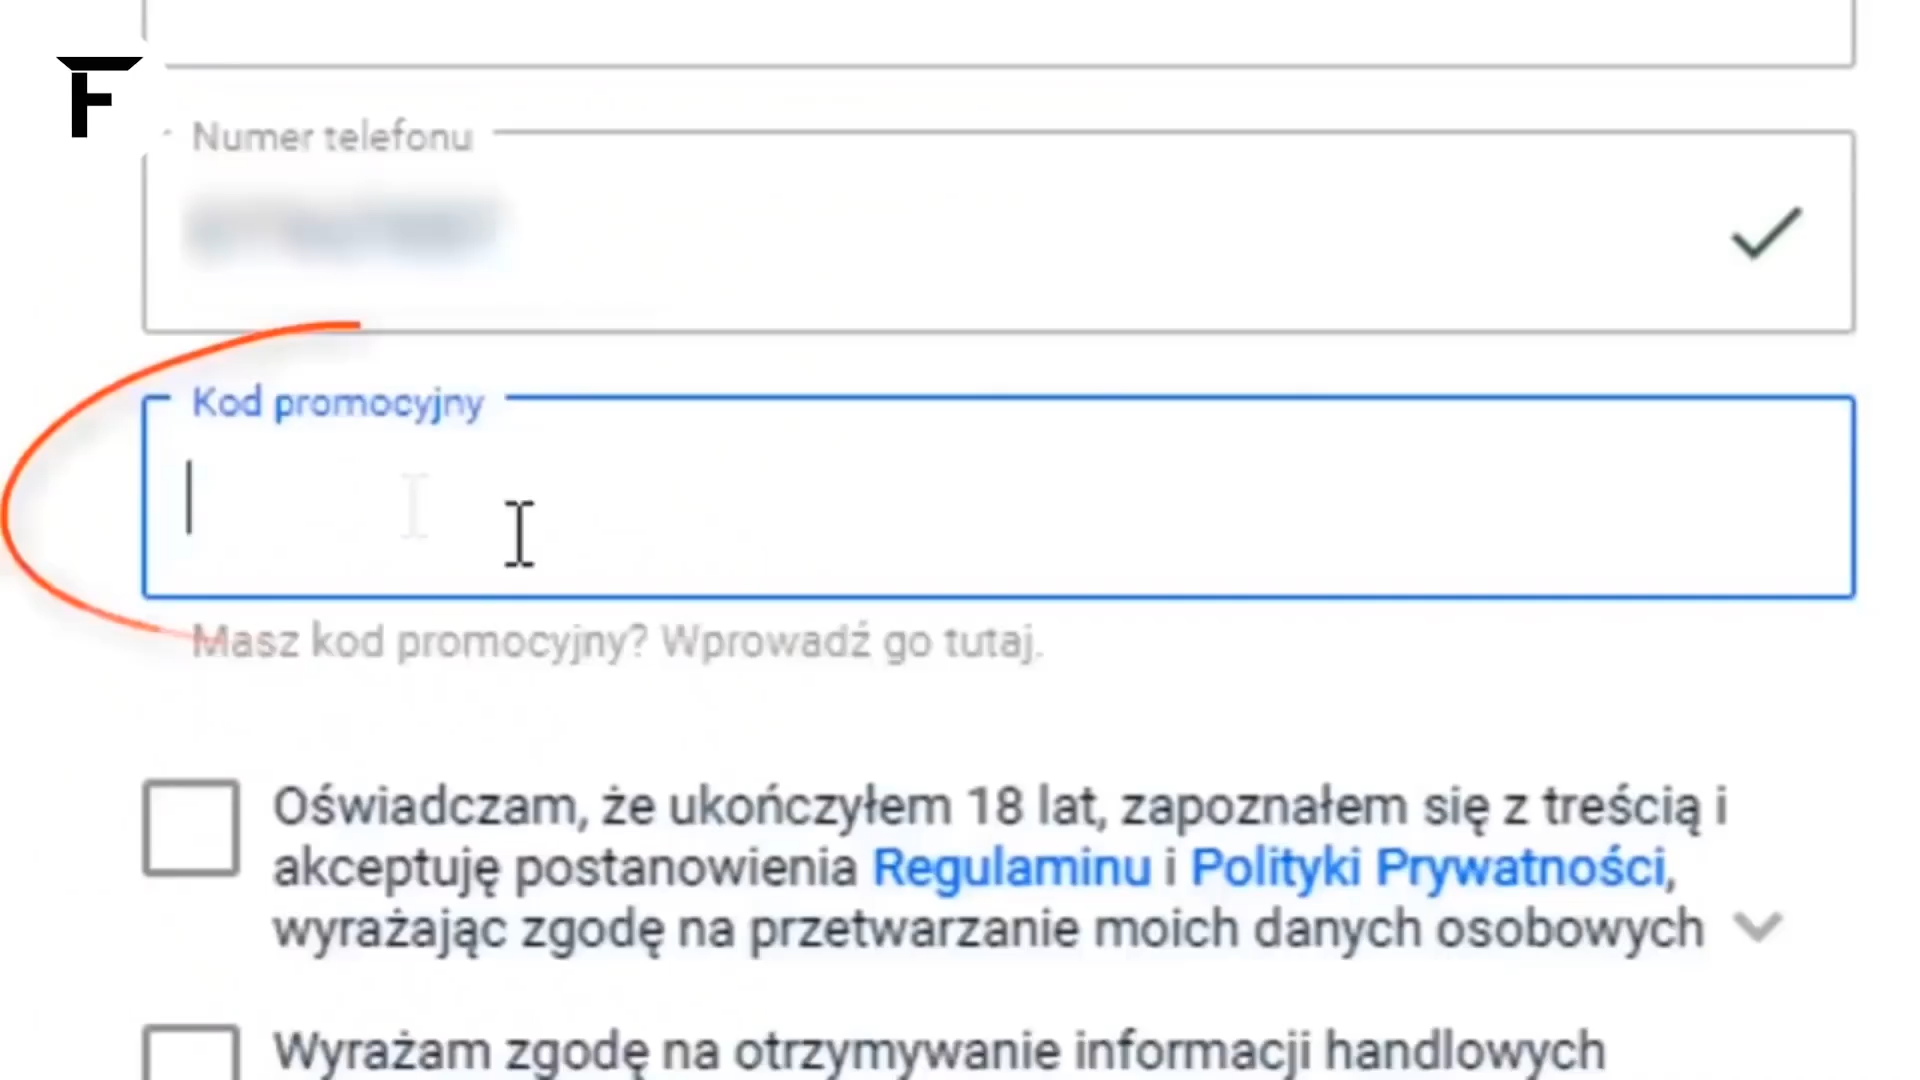 F
Numer telefonu
Kod promocyjny
Masz kod promocyjny? Wprowadź go tutaj.
Oświadczam, że ukończyłem 18 lat, zapoznałem się z treścią i
akceptuję postanowienia Regulaminu i Polityki Prywatności,
wyrażając zgodę na przetwarzanie moich danych osobowych
Wyrażam zgodę na otrzymywanie informacji handlowych